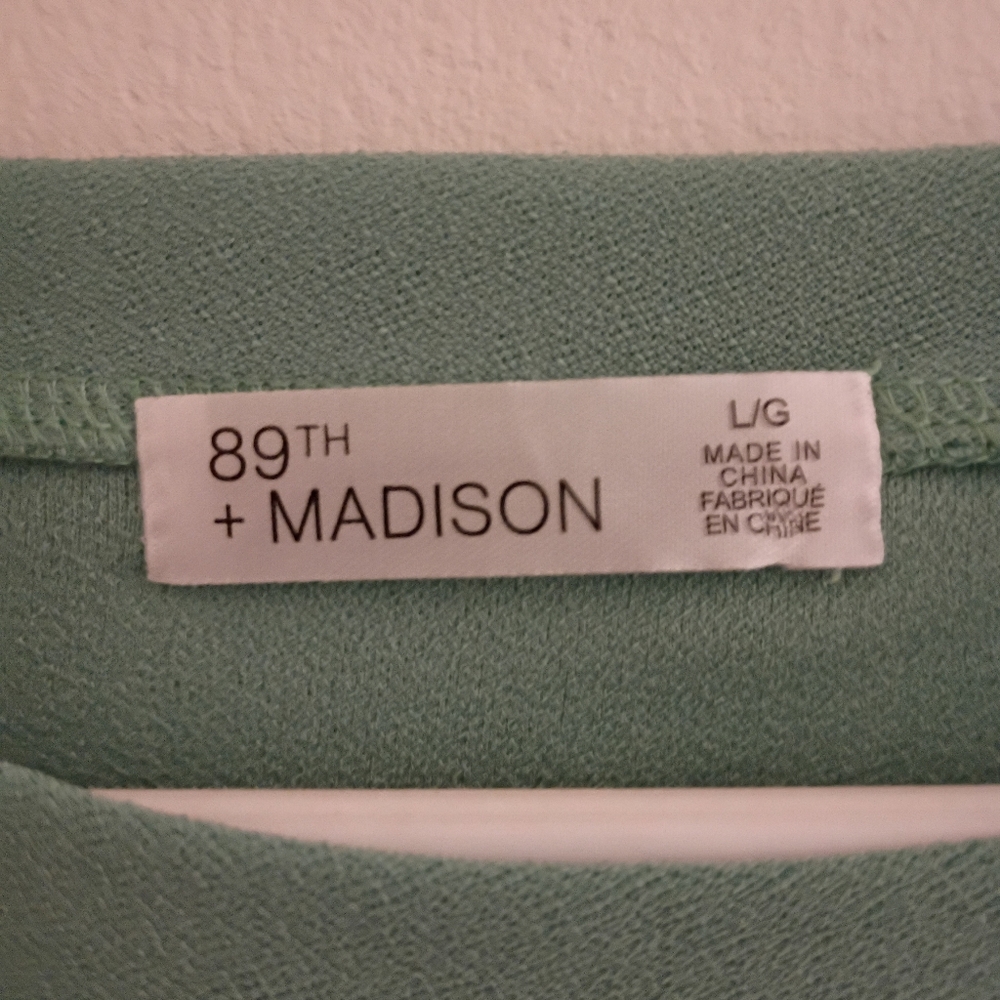 89TH
+ MADISON
L/G
MADE IN
CHINA
FABRIQUÉ
EN CHINE